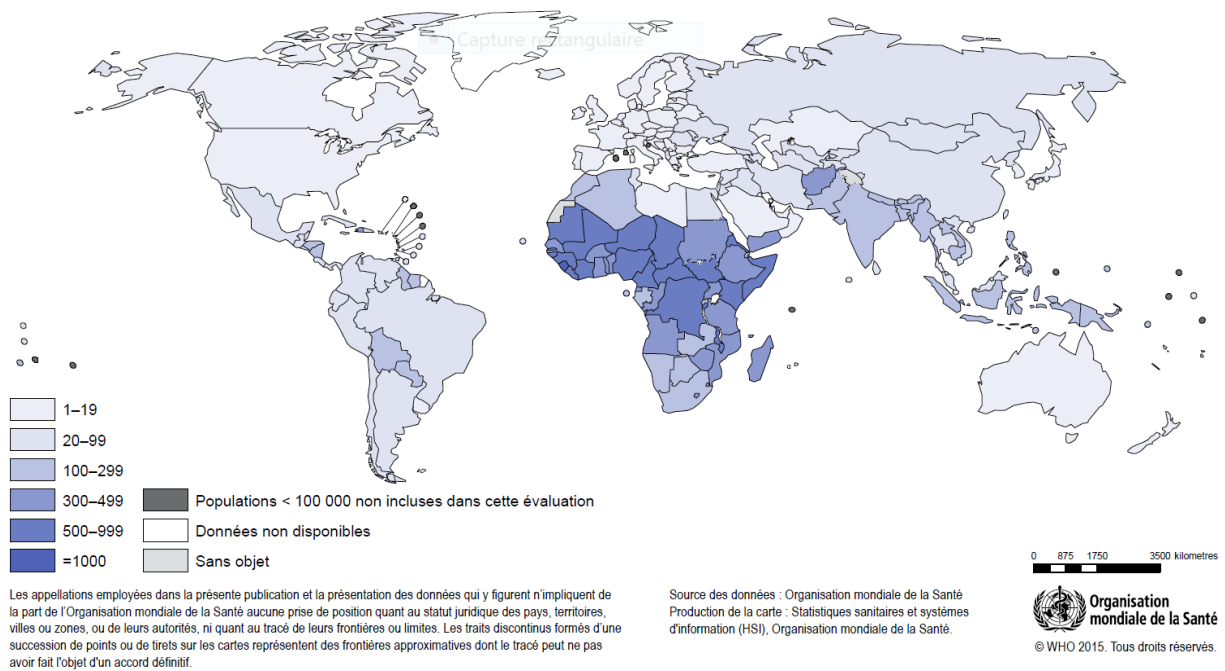 Capture rectangulaire
1–19
20–99
100–299
300–499
500–999
=1000
Populations < 100 000 non incluses dans cette évaluation
Données non disponibles
Sans objet
Les appellations employées dans la présente publication et la présentation des données qui y figurent n’impliquent de
la part de l’Organisation mondiale de la Santé aucune prise de position quant au statut juridique des pays, territoires,
villes ou zones, ou de leurs autorités, ni quant au tracé de leurs frontières ou limites. Les traits discontinus formés d’une
succession de points ou de tirets sur les cartes représentent des frontières approximatives dont le tracé peut ne pas
avoir fait l'objet d'un accord définitif.
Source des données : Organisation mondiale de la Santé
Production de la carte : Statistiques sanitaires et systèmes
d'information (HSI), Organisation mondiale de la Santé.
0 875 1750 3500 kilometres
Organisation
mondiale de la Santé
© WHO 2015. Tous droits réservés.